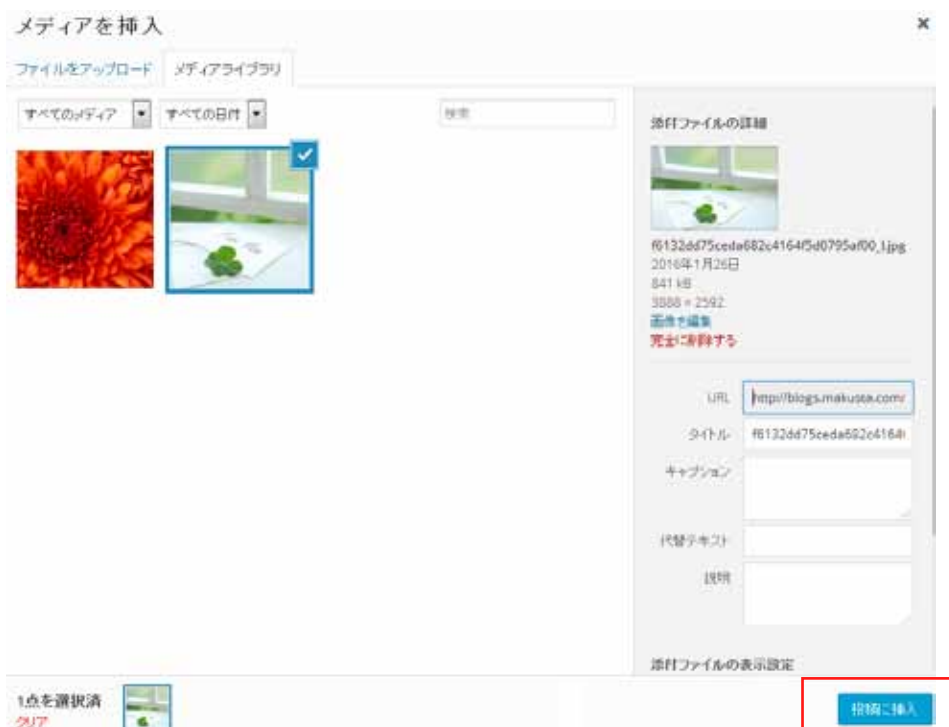 メディアを挿入
×
ファイルをアップロード メディアライブラリ
すべてのメディア すべての日付 検索
添付ファイルの詳細
f6132dd75ceda682c4164f5d0795af00_l.jpg
2016年1月26日
841 kB
3888 × 2592
画像を編集
完全に削除する
URL http://blogs.makusta.com/
タイトル f6132dd75ceda682c4164
キャプション
代替テキスト
説明
添付ファイルの表示設定
1点を選択済
クリア
投稿に挿入